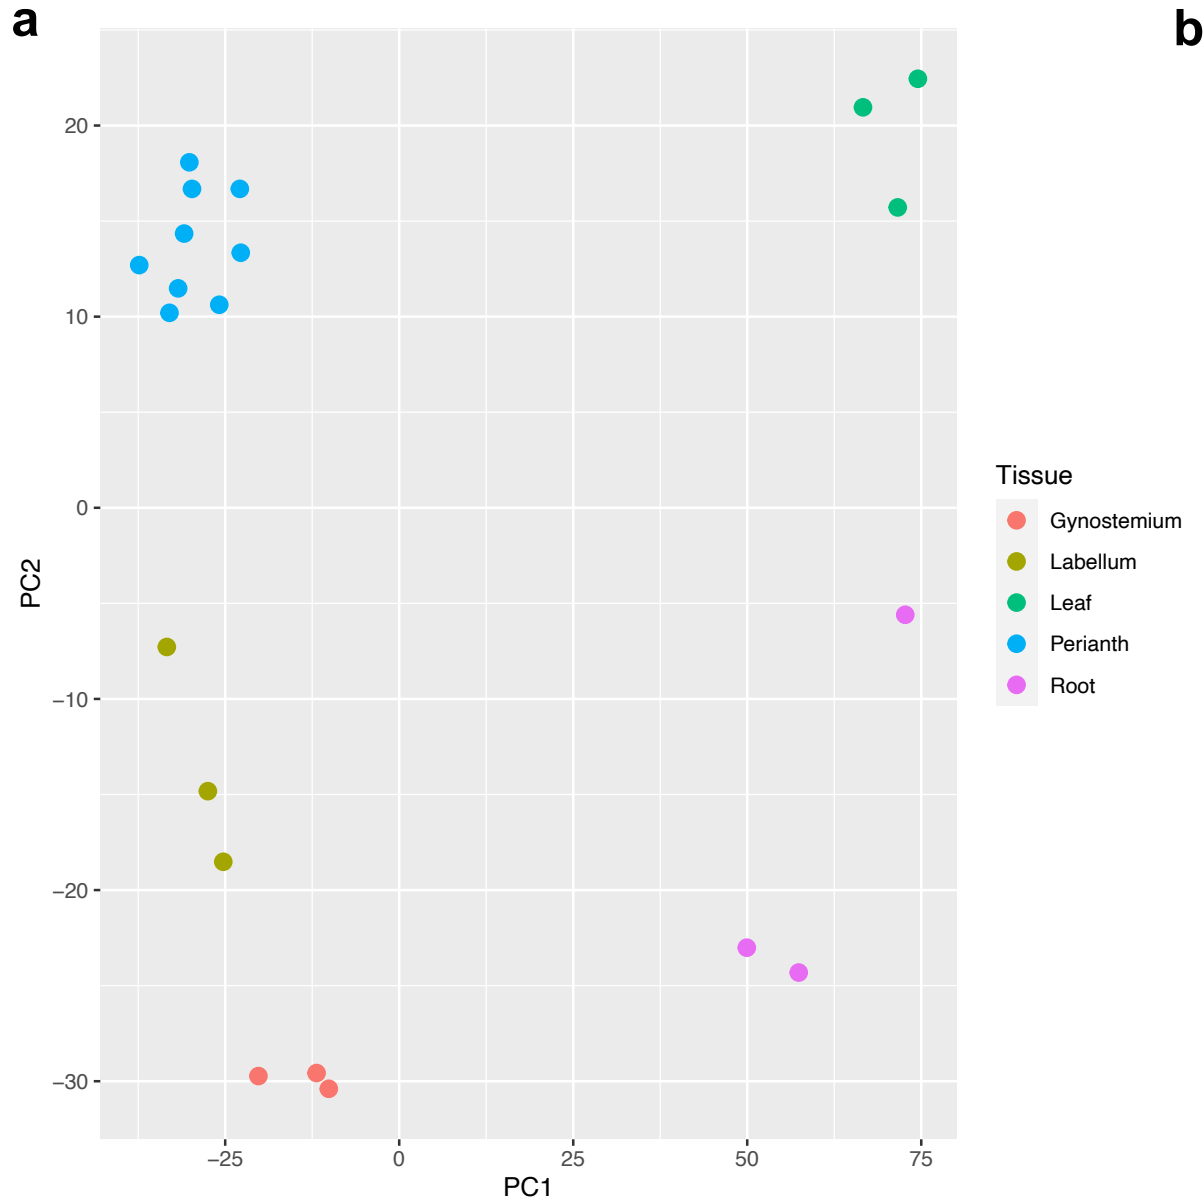 a
b
20
10
0
−10
−20
−30
PC2
−25
0
25
50
75
PC1
Tissue
Gynostemium
Labellum
Leaf
Perianth
Root